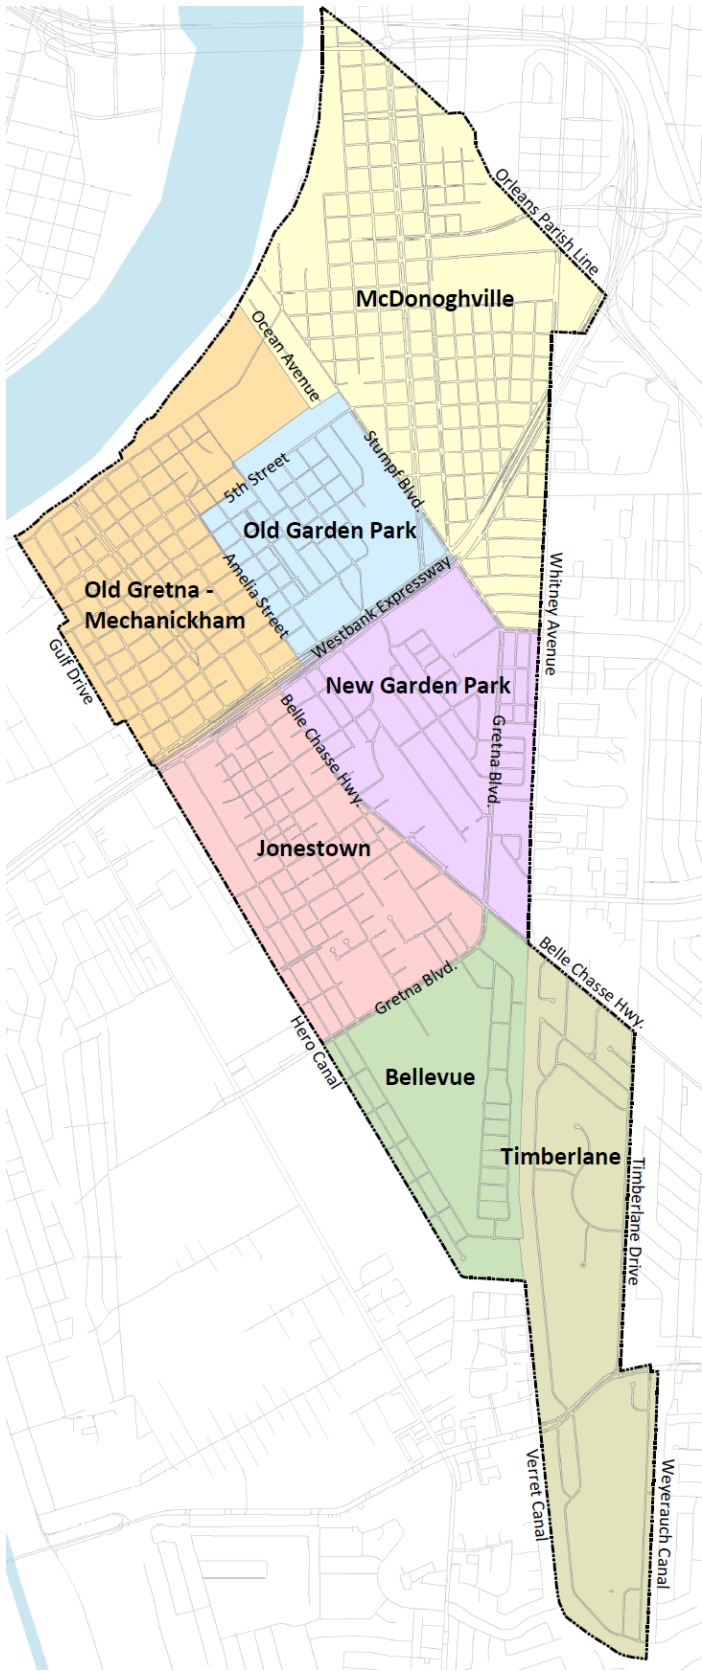 Orleans Parish Line
McDonoghville
Ocean Avenue
Stumpf Blvd.
5th Street
Old Garden Park
Amelia Street
Westbank Expressway
Whitney Avenue
Old Gretna -
Mechanickham
Gulf Drive
New Garden Park
Belle Chasse Hwy.
Gretna Blvd.
Jonestown
Belle Chasse Hwy.
Gretna Blvd.
Hero Canal
Bellevue
Timberlane
Timberlane Drive
Verret Canal
Weyerauch Canal